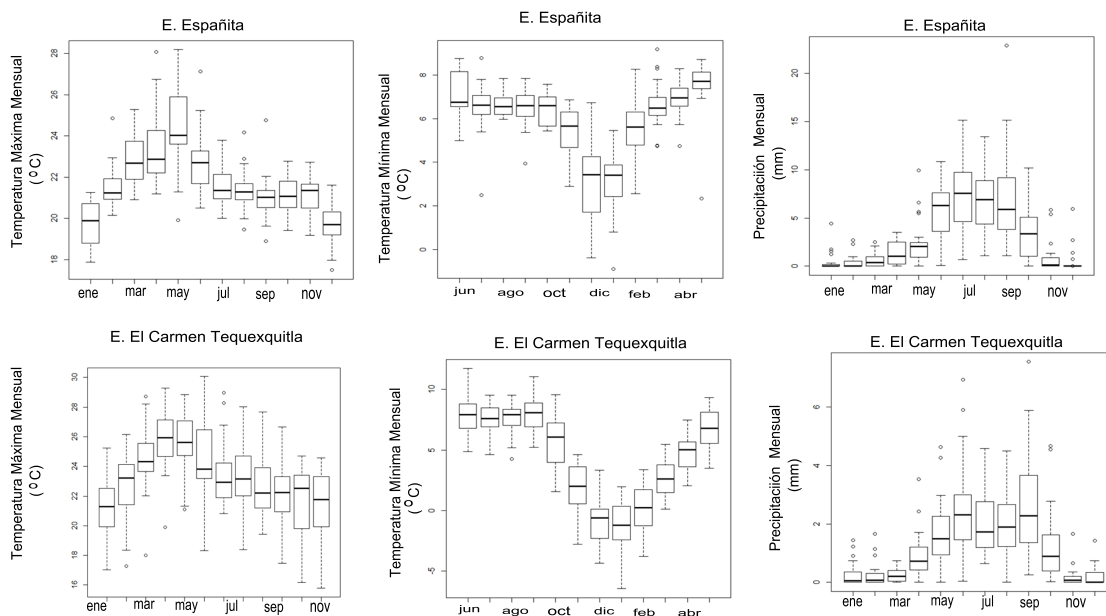 E. Españita
E. Españita
E. Españita
Temperatura Máxima Mensual
(ºC)
18 20 22 24 26 28
ene mar may jul sep nov
Temperatura Mínima Mensual
(ºC)
0 2 4 6 8
jun ago oct dic feb abr
Precipitaciión Mensual
(mm)
0 5 10 15 20
ene mar may jul sep nov
E. El Carmen Tequexquitla
E. El Carmen Tequexquitla
E. El Carmen Tequexquitla
Temperatura Máxima Mensual
(ºC)
16 18 20 22 24 26 28 30
ene mar may jul sep nov
Temperatura Mínima Mensual
(ºC)
-5 0 5 10
jun ago oct dic feb abr
Precipitaciión Mensual
(mm)
0 2 4 6
ene mar may jul sep nov